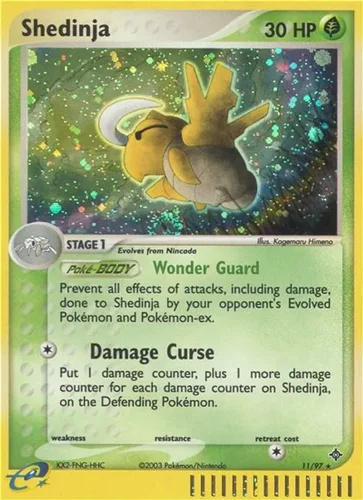 Shedinja 30 HP
Illus. Kagemaru Himeno
STAGE 1 Evolves from Nincada
Poké-BODY Wonder Guard
Prevent all effects of attacks, including damage,
done to Shedinja by your opponent's Evolved
Pokémon and Pokémon-ex.
Damage Curse
Put 1 damage counter, plus 1 more damage
counter for each damage counter on Shedinja,
on the Defending Pokémon.
weakness resistance retreat cost
KX2-FNG-HHC ©2003 Pokémon/Nintendo 11/97 ★
e